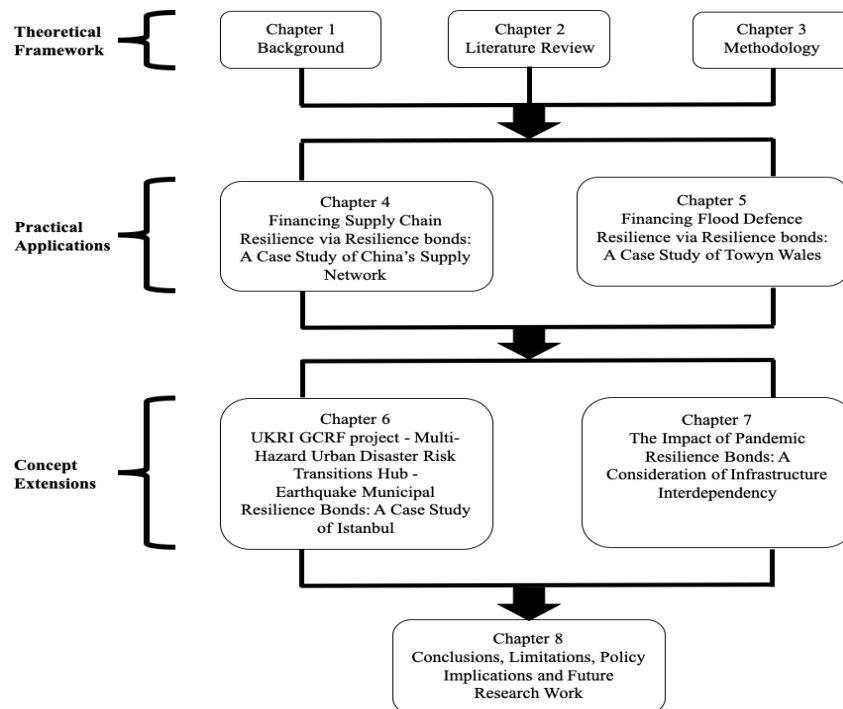 Theoretical
Framework
Chapter 1
Background
Chapter 2
Literature Review
Chapter 3
Methodology
Practical
Applications
Chapter 4
Financing Supply Chain
Resilience via Resilience bonds:
A Case Study of China's Supply
Network
Chapter 5
Financing Flood Defence
Resilience via Resilience bonds:
A Case Study of Towyn Wales
Concept
Extensions
Chapter 6
UKRI GCRF project - Multi-
Hazard Urban Disaster Risk
Transitions Hub -
Earthquake Municipal
Resilience Bonds: A Case Study
of Istanbul
Chapter 7
The Impact of Pandemic
Resilience Bonds: A
Consideration of Infrastructure
Interdependency
Chapter 8
Conclusions, Limitations, Policy
Implications and Future
Research Work